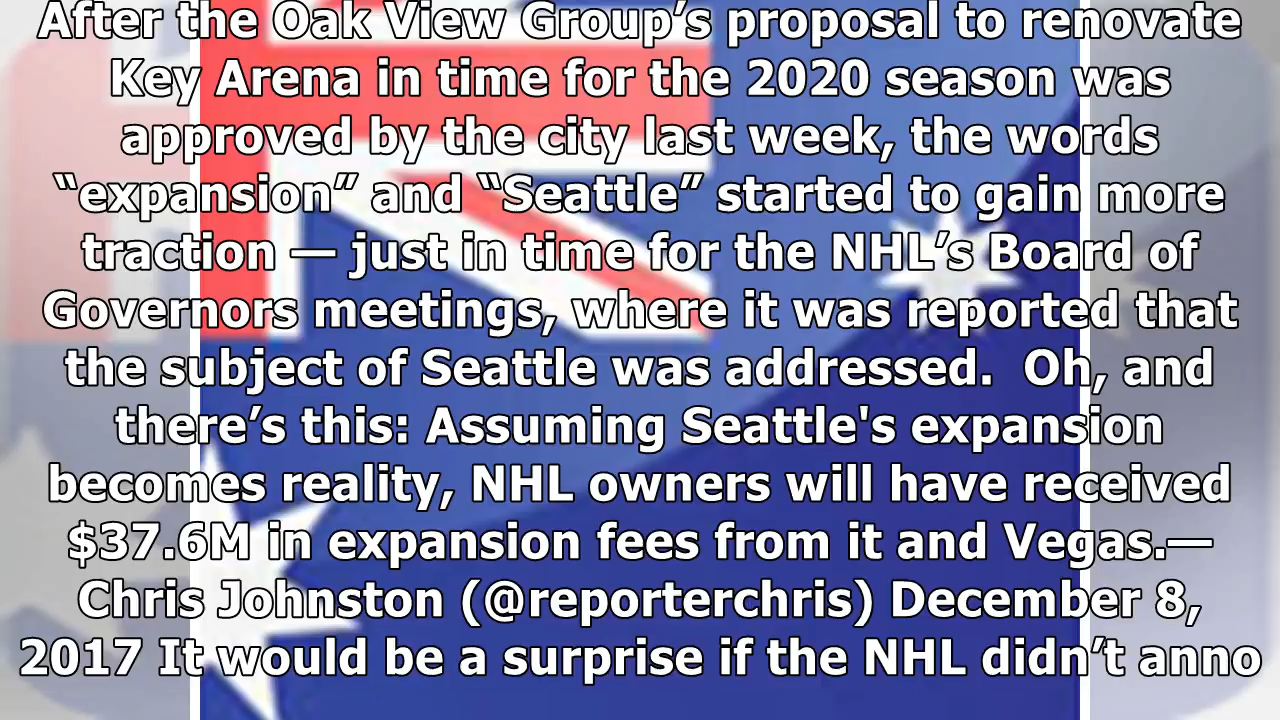 After the Oak View Group’s proposal to renovate
Key Arena in time for the 2020 season was
approved by the city last week, the words
“expansion” and “Seattle” started to gain more
traction — just in time for the NHL’s Board of
Governors meetings, where it was reported that
the subject of Seattle was addressed.  Oh, and
there’s this: Assuming Seattle's expansion
becomes reality, NHL owners will have received
$37.6M in expansion fees from it and Vegas.—
Chris Johnston (@reporterchris) December 8,
2017 It would be a surprise if the NHL didn’t anno